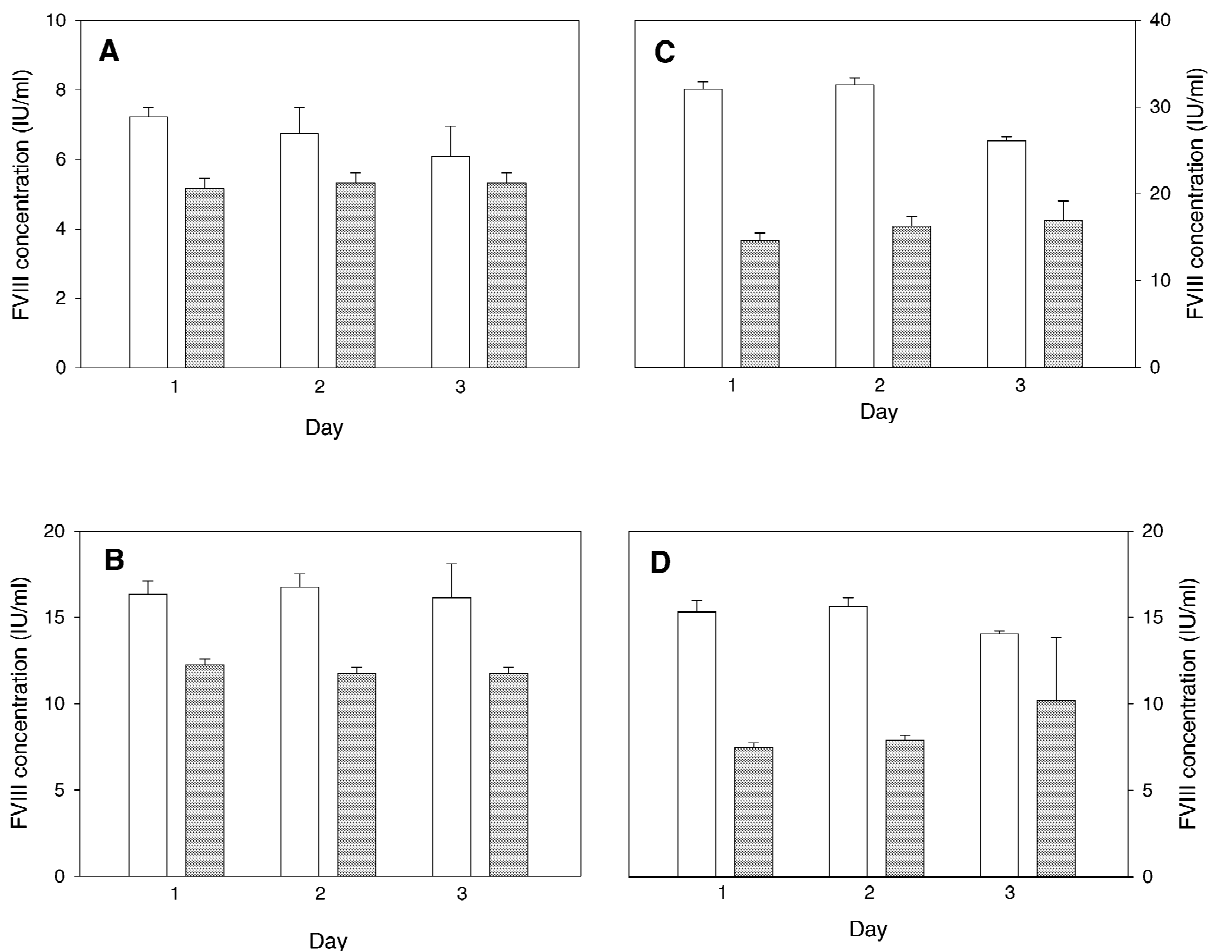 A
FVIII concentration (IU/ml)
10
8
6
4
2
0
1 2 3
Day
C
FVIII concentration (IU/ml)
40
30
20
10
0
1 2 3
Day
B
FVIII concentration (IU/ml)
20
15
10
5
0
1 2 3
Day
D
FVIII concentration (IU/ml)
20
15
10
5
0
1 2 3
Day